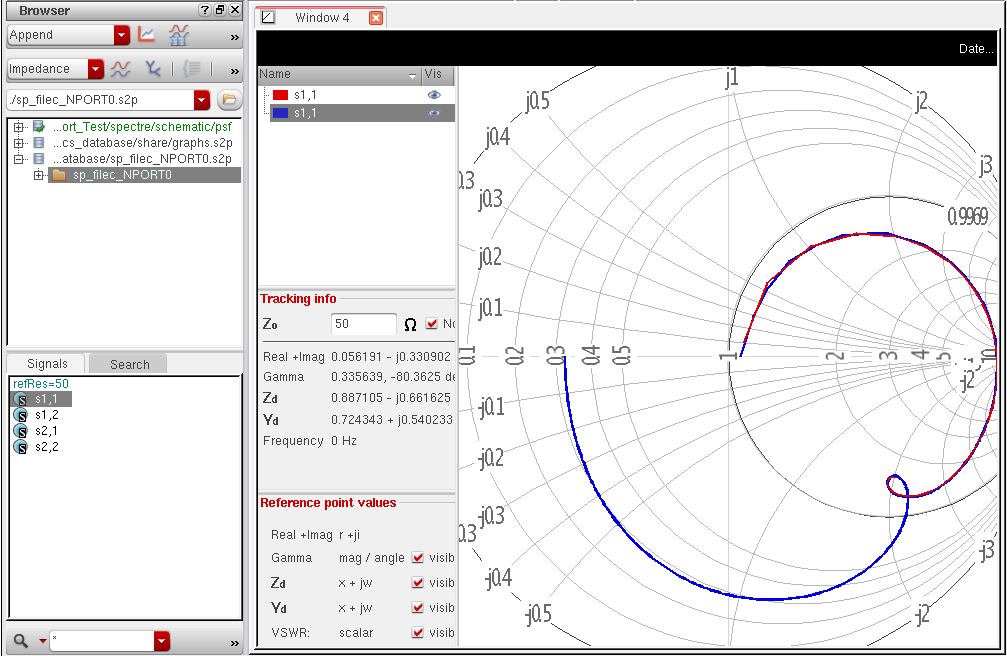 Browser
Append
»
Impedance
»
./sp_filec_NPORT0.s2p
...ort_Test/spectre/schematic/psf
...cs_database/share/graphs.s2p
...atabase/sp_filec_NPORT0.s2p
sp_filec_NPORT0
Signals Search
refRes=50
s1,1
s1,2
s2,1
s2,2
*
»
Window 4
Date...
Name Vis
s1,1
s1,1
Tracking info
Zo 50 Ω No
Real +Imag 0.056191 - j0.330902
Gamma 0.335639, -80.3625 de
Zd 0.887105 - j0.661625
Yd 0.724343 + j0.540233
Frequency 0 Hz
Reference point values
Real +Imag r +ji
Gamma mag / angle visib
Zd x + jw visib
Yd x + jw visib
VSWR: scalar visib
j1
j0.5 j2
j0.4
j3
0.3
j0.3
0.9969
j0.2
j0.1
0.1 0.2 0.3 0.4 0.5 1 2 3 4 5 10
-j2
-j0.1
-j0.2
-j0.3
0.3
-j3
-j0.4
-j0.5 -j2